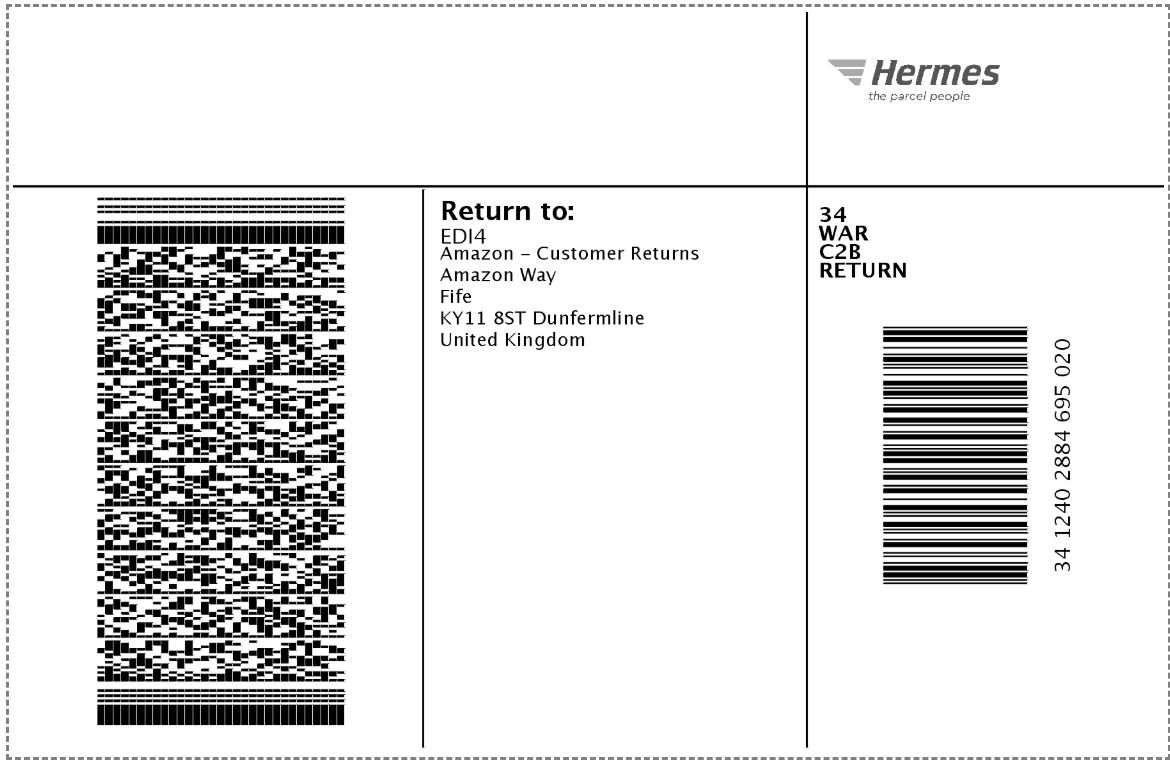 Hermes
the parcel people
Return to:
EDI4
Amazon – Customer Returns
Amazon Way
Fife
KY11 8ST Dunfermline
United Kingdom
34
WAR
C2B
RETURN
34 1240 2884 695 020